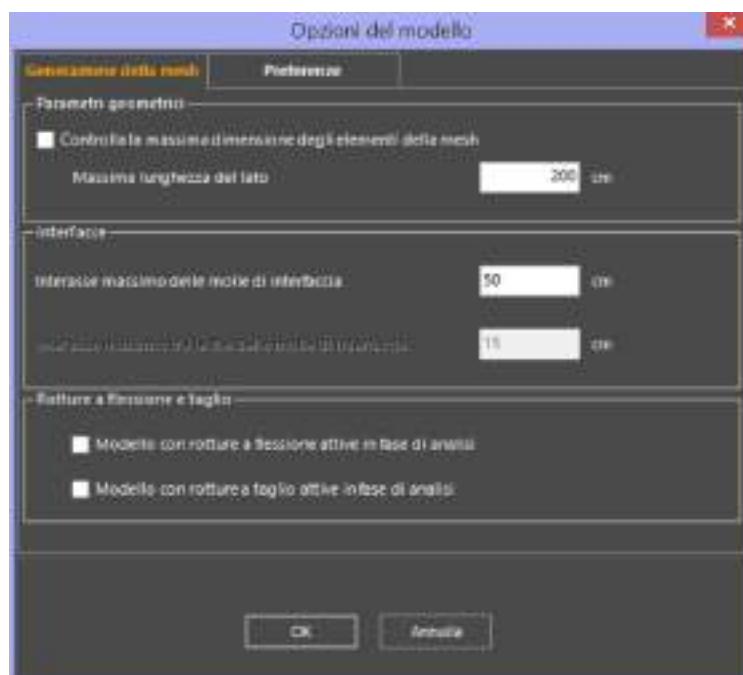 Opzioni del modello
Generazione della mesh
Preferenze
Parametri geometrici
Controlla la massima dimensione degli elementi della mesh
Massima lunghezza del lato 200 cm
Interfacce
Interasse massimo delle molle di interfaccia 50 cm
15 cm
Rotture a flessione e taglio
Modello con rotture a flessione attive in fase di analisi
Modello con rotture a taglio attive in fase di analisi
OK
Annulla